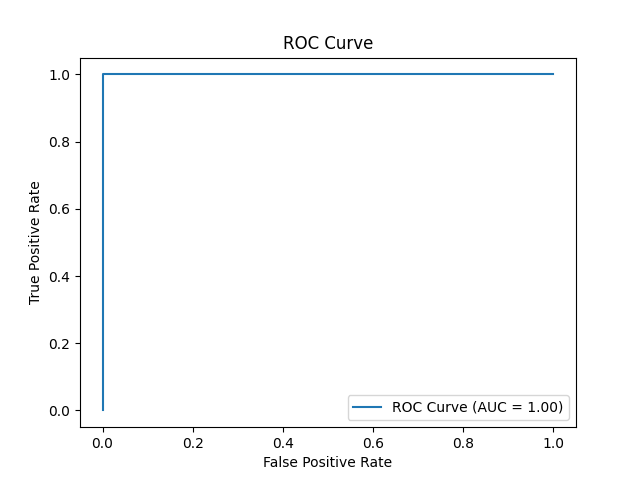 ROC Curve
1.0
0.8
0.6
0.4
0.2
0.0
True Positive Rate
ROC Curve (AUC = 1.00)
0.0 0.2 0.4 0.6 0.8 1.0
False Positive Rate